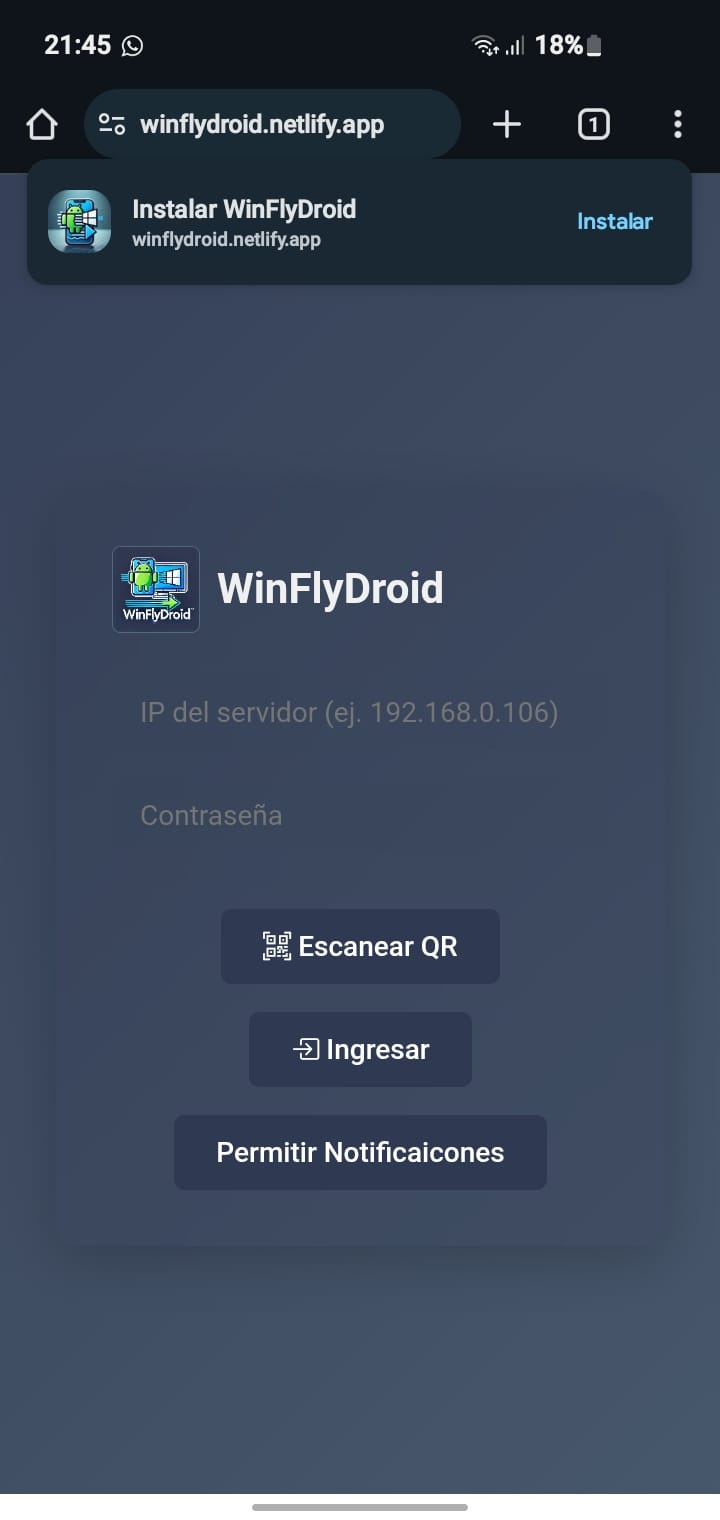 21:45
18%
winflydroid.netlify.app
1
Instalar WinFlyDroid
winflydroid.netlify.app
Instalar
WinFlyDroid
WinFlyDroid
IP del servidor (ej. 192.168.0.106)
Contraseña
Escanear QR
Ingresar
Permitir Notificaicones